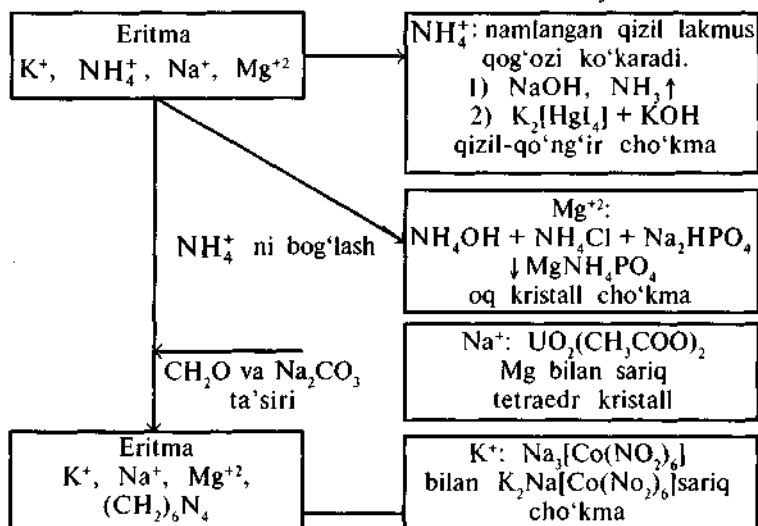 Eritma
K⁺, NH₄⁺, Na⁺, Mg⁺²
NH₄⁺: namlangan qizil lakmus
qog‘ozi ko‘karadi.
1) NaOH, NH₃↑
2) K₂[HgI₄] + KOH
qizil-qo‘ng‘ir cho‘kma
NH₄⁺ ni bog‘lash
Mg⁺²:
NH₄OH + NH₄Cl + Na₂HPO₄
↓MgNH₄PO₄
oq kristall cho‘kma
CH₂O va Na₂CO₃
ta’siri
Na⁺: UO₂(CH₃COO)₂
Mg bilan sariq
tetraedr kristall
Eritma
K⁺, Na⁺, Mg⁺²,
(CH₂)₆N₄
K⁺: Na₃[Co(NO₂)₆]
bilan K₂Na[Co(No₂)₆]sariq
cho‘kma